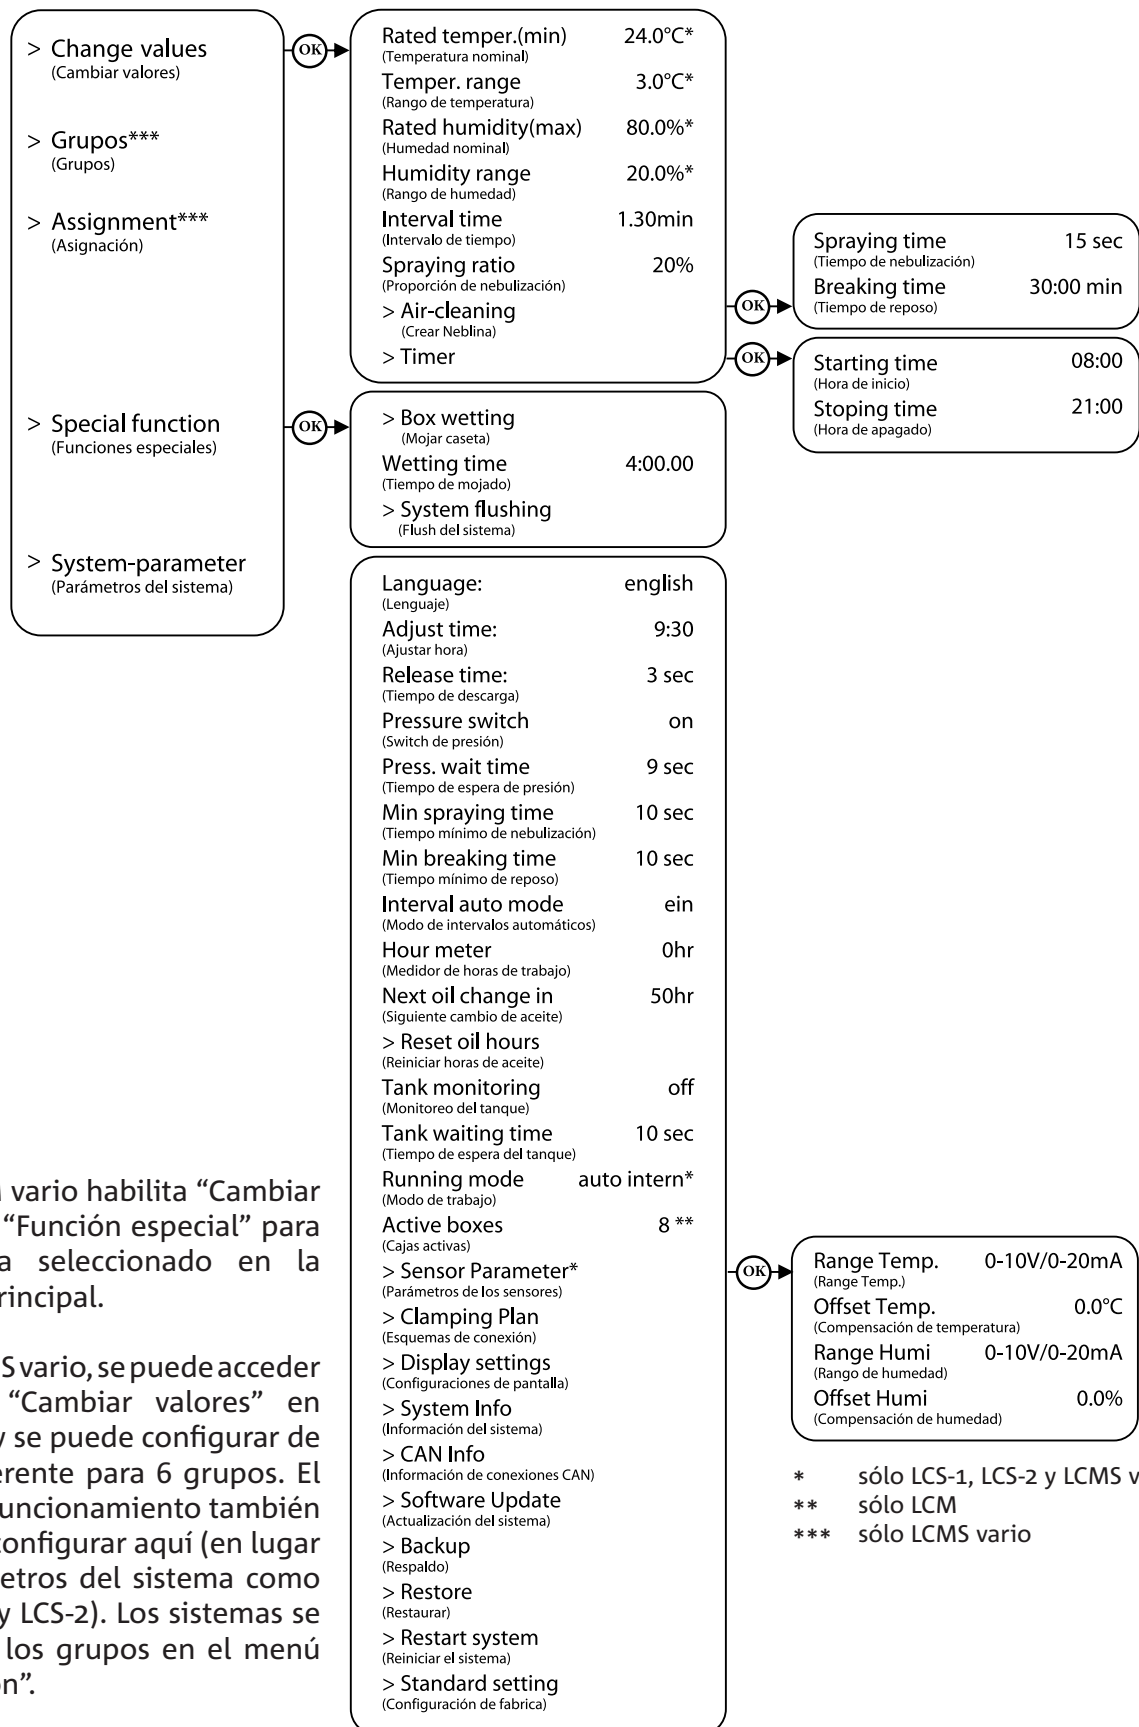 > Change values
(Cambiar valores)
> Grupos***
(Grupos)
> Assignment***
(Asignación)
> Special function
(Funciones especiales)
> System-parameter
(Parámetros del sistema)
OK
Rated temper.(min) 24.0°C*
(Temperatura nominal)
Temper. range 3.0°C*
(Rango de temperatura)
Rated humidity(max) 80.0%*
(Humedad nominal)
Humidity range 20.0%*
(Rango de humedad)
Interval time 1.30min
(Intervalo de tiempo)
Spraying ratio 20%
(Proporción de nebulización)
> Air-cleaning
(Crear Neblina)
> Timer
OK
Spraying time 15 sec
(Tiempo de nebulización)
Breaking time 30:00 min
(Tiempo de reposo)
OK
Starting time 08:00
(Hora de inicio)
Stoping time 21:00
(Hora de apagado)
OK
> Box wetting
(Mojar caseta)
Wetting time 4:00.00
(Tiempo de mojado)
> System flushing
(Flush del sistema)
Language: english
(Lenguaje)
Adjust time: 9:30
(Ajustar hora)
Release time: 3 sec
(Tiempo de descarga)
Pressure switch on
(Switch de presión)
Press. wait time 9 sec
(Tiempo de espera de presión)
Min spraying time 10 sec
(Tiempo mínimo de nebulización)
Min breaking time 10 sec
(Tiempo mínimo de reposo)
Interval auto mode ein
(Modo de intervalos automáticos)
Hour meter 0hr
(Medidor de horas de trabajo)
Next oil change in 50hr
(Siguiente cambio de aceite)
> Reset oil hours
(Reiniciar horas de aceite)
Tank monitoring off
(Monitoreo del tanque)
Tank waiting time 10 sec
(Tiempo de espera del tanque)
Running mode auto intern*
(Modo de trabajo)
Active boxes 8 **
(Cajas activas)
> Sensor Parameter*
(Parámetros de los sensores)
> Clamping Plan
(Esquemas de conexión)
> Display settings
(Configuraciones de pantalla)
> System Info
(Información del sistema)
> CAN Info
(Información de conexiones CAN)
> Software Update
(Actualización del sistema)
> Backup
(Respaldo)
> Restore
(Restaurar)
> Restart system
(Reiniciar el sistema)
> Standard setting
(Configuración de fabrica)
OK
Range Temp. 0-10V/0-20mA
(Range Temp.)
Offset Temp. 0.0°C
(Compensación de temperatura)
Range Humi 0-10V/0-20mA
(Rango de humedad)
Offset Humi 0.0%
(Compensación de humedad)
* sólo LCS-1, LCS-2 y LCMS v
** sólo LCM
*** sólo LCMS vario
vario habilita “Cambiar
“Función especial” para
a seleccionado en la
rincipal.
S vario, se puede acceder
“Cambiar valores” en
y se puede configurar de
erente para 6 grupos. El
uncionamiento también
configurar aquí (en lugar
etros del sistema como
y LCS-2). Los sistemas se
los grupos en el menú
ón”.